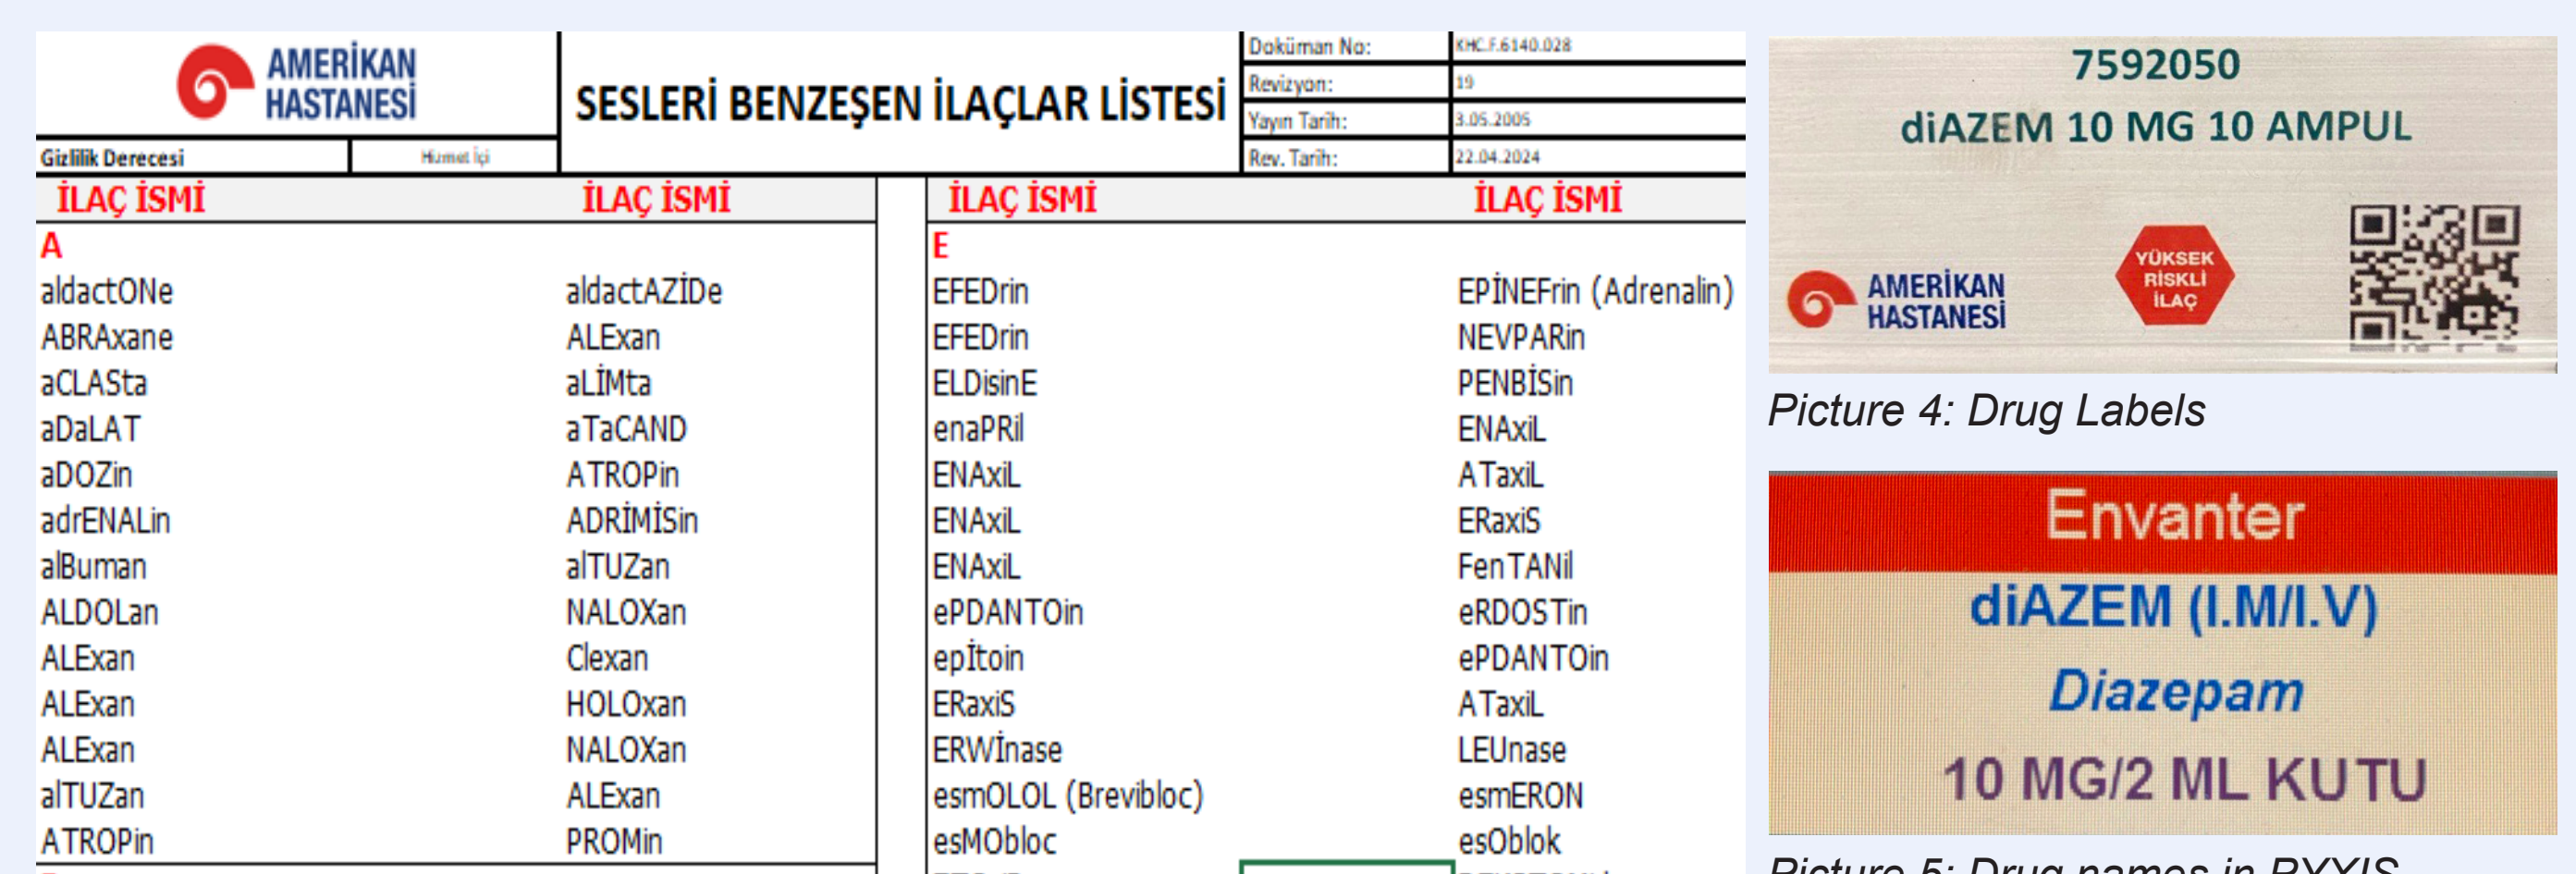 AMERİKAN
HASTANESİ
SESLERİ BENZEŞEN İLAÇLAR LİSTESİ
Doküman No: KHC.F.6140.028
Revizyon: 19
Yayın Tarih: 3.05.2005
Rev. Tarih: 22.04.2024
Gizlilik Derecesi Hizmet İçi
İLAÇ İSMİ İLAÇ İSMİ
A
aldactONe aldactAZİDe
ABRAxane ALExan
aCLASta aLİMta
aDaLAT aTaCAND
aDOZin ATROPin
adrENALin ADRİMİSin
alBuman alTUZan
ALDOLan NALOXan
ALExan Clexan
ALExan HOLOxan
ALExan NALOXan
alTUZan ALExan
ATROPin PROMin
İLAÇ İSMİ İLAÇ İSMİ
E
EFEDrin EPİNEFrin (Adrenalin)
EFEDrin NEVPARin
ELDisinE PENBİSin
enaPRil ENAxiL
ENAxiL ATaxiL
ENAxiL ERaxiS
ENAxiL FenTANil
ePDANTOin eRDOSTin
epİtoin ePDANTOin
ERaxiS ATaxiL
ERWİnase LEUnase
esmOLOL (Brevibloc) esmERON
esMObloc esOblok
7592050
diAZEM 10 MG 10 AMPUL
AMERİKAN
HASTANESİ
YÜKSEK
RİSKLİ
İLAÇ
Picture 4: Drug Labels
Envanter
diAZEM (I.M/I.V)
Diazepam
10 MG/2 ML KUTU
Picture 5: Drug names in PYXIS